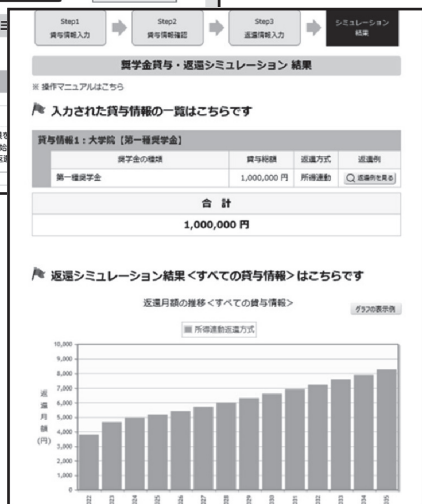 Step1
貸与情報入力
Step2
貸与情報確認
Step3
返還情報入力
シミュレーション
結果
奨学金貸与・返還シミュレーション 結果
※ 操作マニュアルはこちら
入力された貸与情報の一覧はこちらです
貸与情報1:大学院【第一種奨学金】
奨学金の種類 貸与総額 返還方式 返還例
第一種奨学金 1,000,000 円 所得連動 返還例を見る
合 計
1,000,000 円
返還シミュレーション結果<すべての貸与情報>はこちらです
返還月額の推移<すべての貸与情報>
グラフの表示例
所得連動返還方式
返還月額(円)
10,000
9,000
8,000
7,000
6,000
5,000
4,000
3,000
2,000
1,000
0